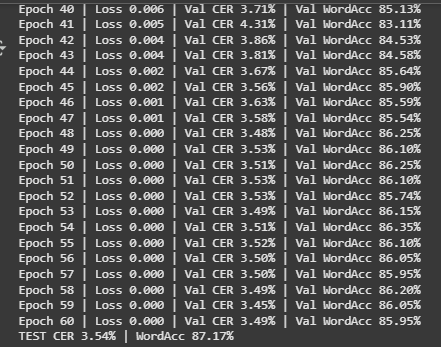 Epoch 40 | Loss 0.006 | Val CER 3.71% | Val WordAcc 85.13%
Epoch 41 | Loss 0.005 | Val CER 4.31% | Val WordAcc 83.11%
Epoch 42 | Loss 0.004 | Val CER 3.86% | Val WordAcc 84.53%
Epoch 43 | Loss 0.004 | Val CER 3.81% | Val WordAcc 84.58%
Epoch 44 | Loss 0.002 | Val CER 3.67% | Val WordAcc 85.64%
Epoch 45 | Loss 0.002 | Val CER 3.56% | Val WordAcc 85.90%
Epoch 46 | Loss 0.001 | Val CER 3.63% | Val WordAcc 85.59%
Epoch 47 | Loss 0.001 | Val CER 3.58% | Val WordAcc 85.54%
Epoch 48 | Loss 0.000 | Val CER 3.48% | Val WordAcc 86.25%
Epoch 49 | Loss 0.000 | Val CER 3.53% | Val WordAcc 86.10%
Epoch 50 | Loss 0.000 | Val CER 3.51% | Val WordAcc 86.25%
Epoch 51 | Loss 0.000 | Val CER 3.53% | Val WordAcc 86.10%
Epoch 52 | Loss 0.000 | Val CER 3.53% | Val WordAcc 85.74%
Epoch 53 | Loss 0.000 | Val CER 3.49% | Val WordAcc 86.15%
Epoch 54 | Loss 0.000 | Val CER 3.51% | Val WordAcc 86.35%
Epoch 55 | Loss 0.000 | Val CER 3.52% | Val WordAcc 86.10%
Epoch 56 | Loss 0.000 | Val CER 3.50% | Val WordAcc 86.05%
Epoch 57 | Loss 0.000 | Val CER 3.50% | Val WordAcc 85.95%
Epoch 58 | Loss 0.000 | Val CER 3.49% | Val WordAcc 86.20%
Epoch 59 | Loss 0.000 | Val CER 3.45% | Val WordAcc 86.05%
Epoch 60 | Loss 0.000 | Val CER 3.49% | Val WordAcc 85.95%
TEST CER 3.54% | WordAcc 87.17%